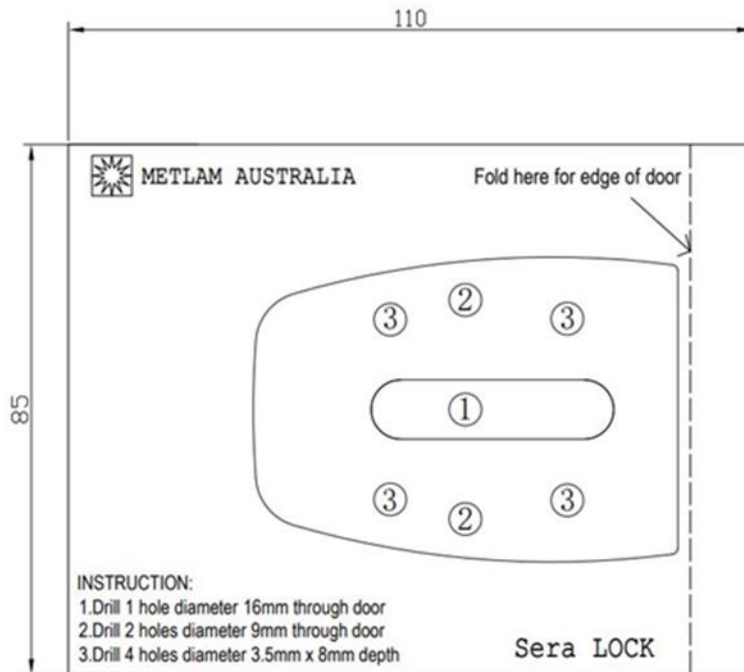 110
METLAM AUSTRALIA
Fold here for edge of door
85
③ ② ③
①
③ ② ③
INSTRUCTION:
1.Drill 1 hole diameter 16mm through door
2.Drill 2 holes diameter 9mm through door
3.Drill 4 holes diameter 3.5mm x 8mm depth
Sera LOCK